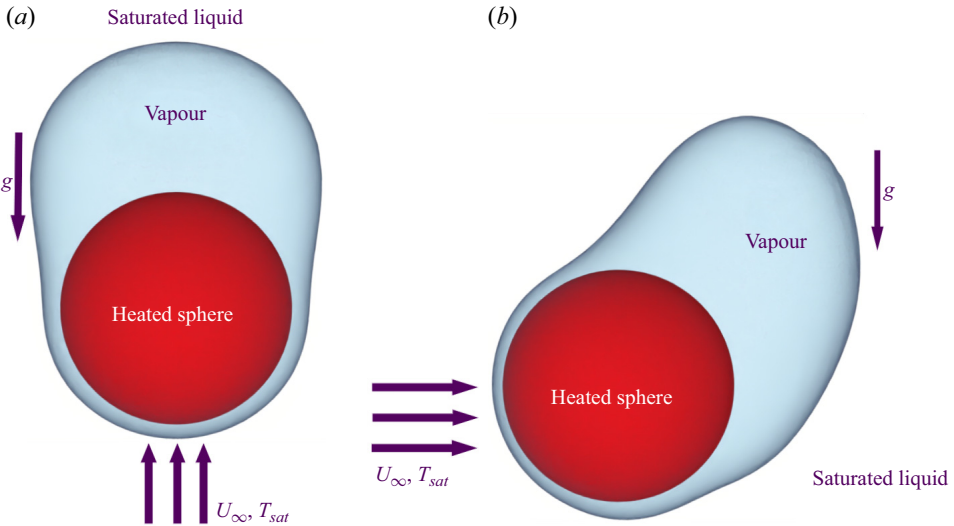 (a)
Saturated liquid
Vapour
g
Heated sphere
U∞, Tsat
(b)
Vapour
g
Heated sphere
U∞, Tsat
Saturated liquid